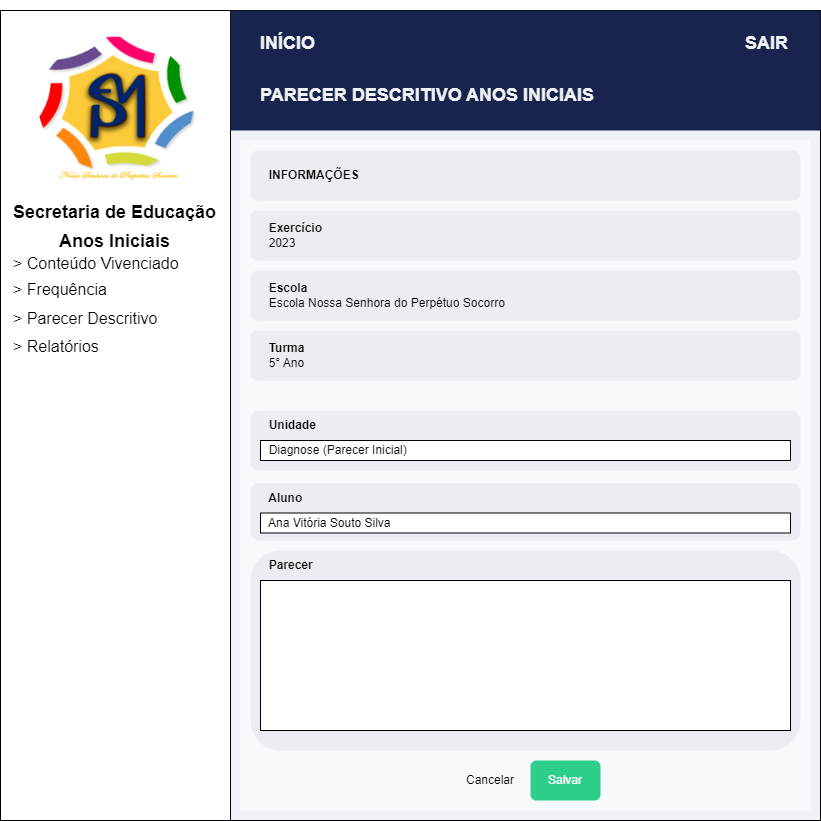 Nossa Senhora do Perpétuo Socorro
Secretaria de Educação
Anos Iniciais
> Conteúdo Vivenciado
> Frequência
> Parecer Descritivo
> Relatórios
INÍCIO
SAIR
PARECER DESCRITIVO ANOS INICIAIS
INFORMAÇÕES
Exercício
2023
Escola
Escola Nossa Senhora do Perpétuo Socorro
Turma
5° Ano
Unidade
Diagnose (Parecer Inicial)
Aluno
Ana Vitória Souto Silva
Parecer
Cancelar
Salvar